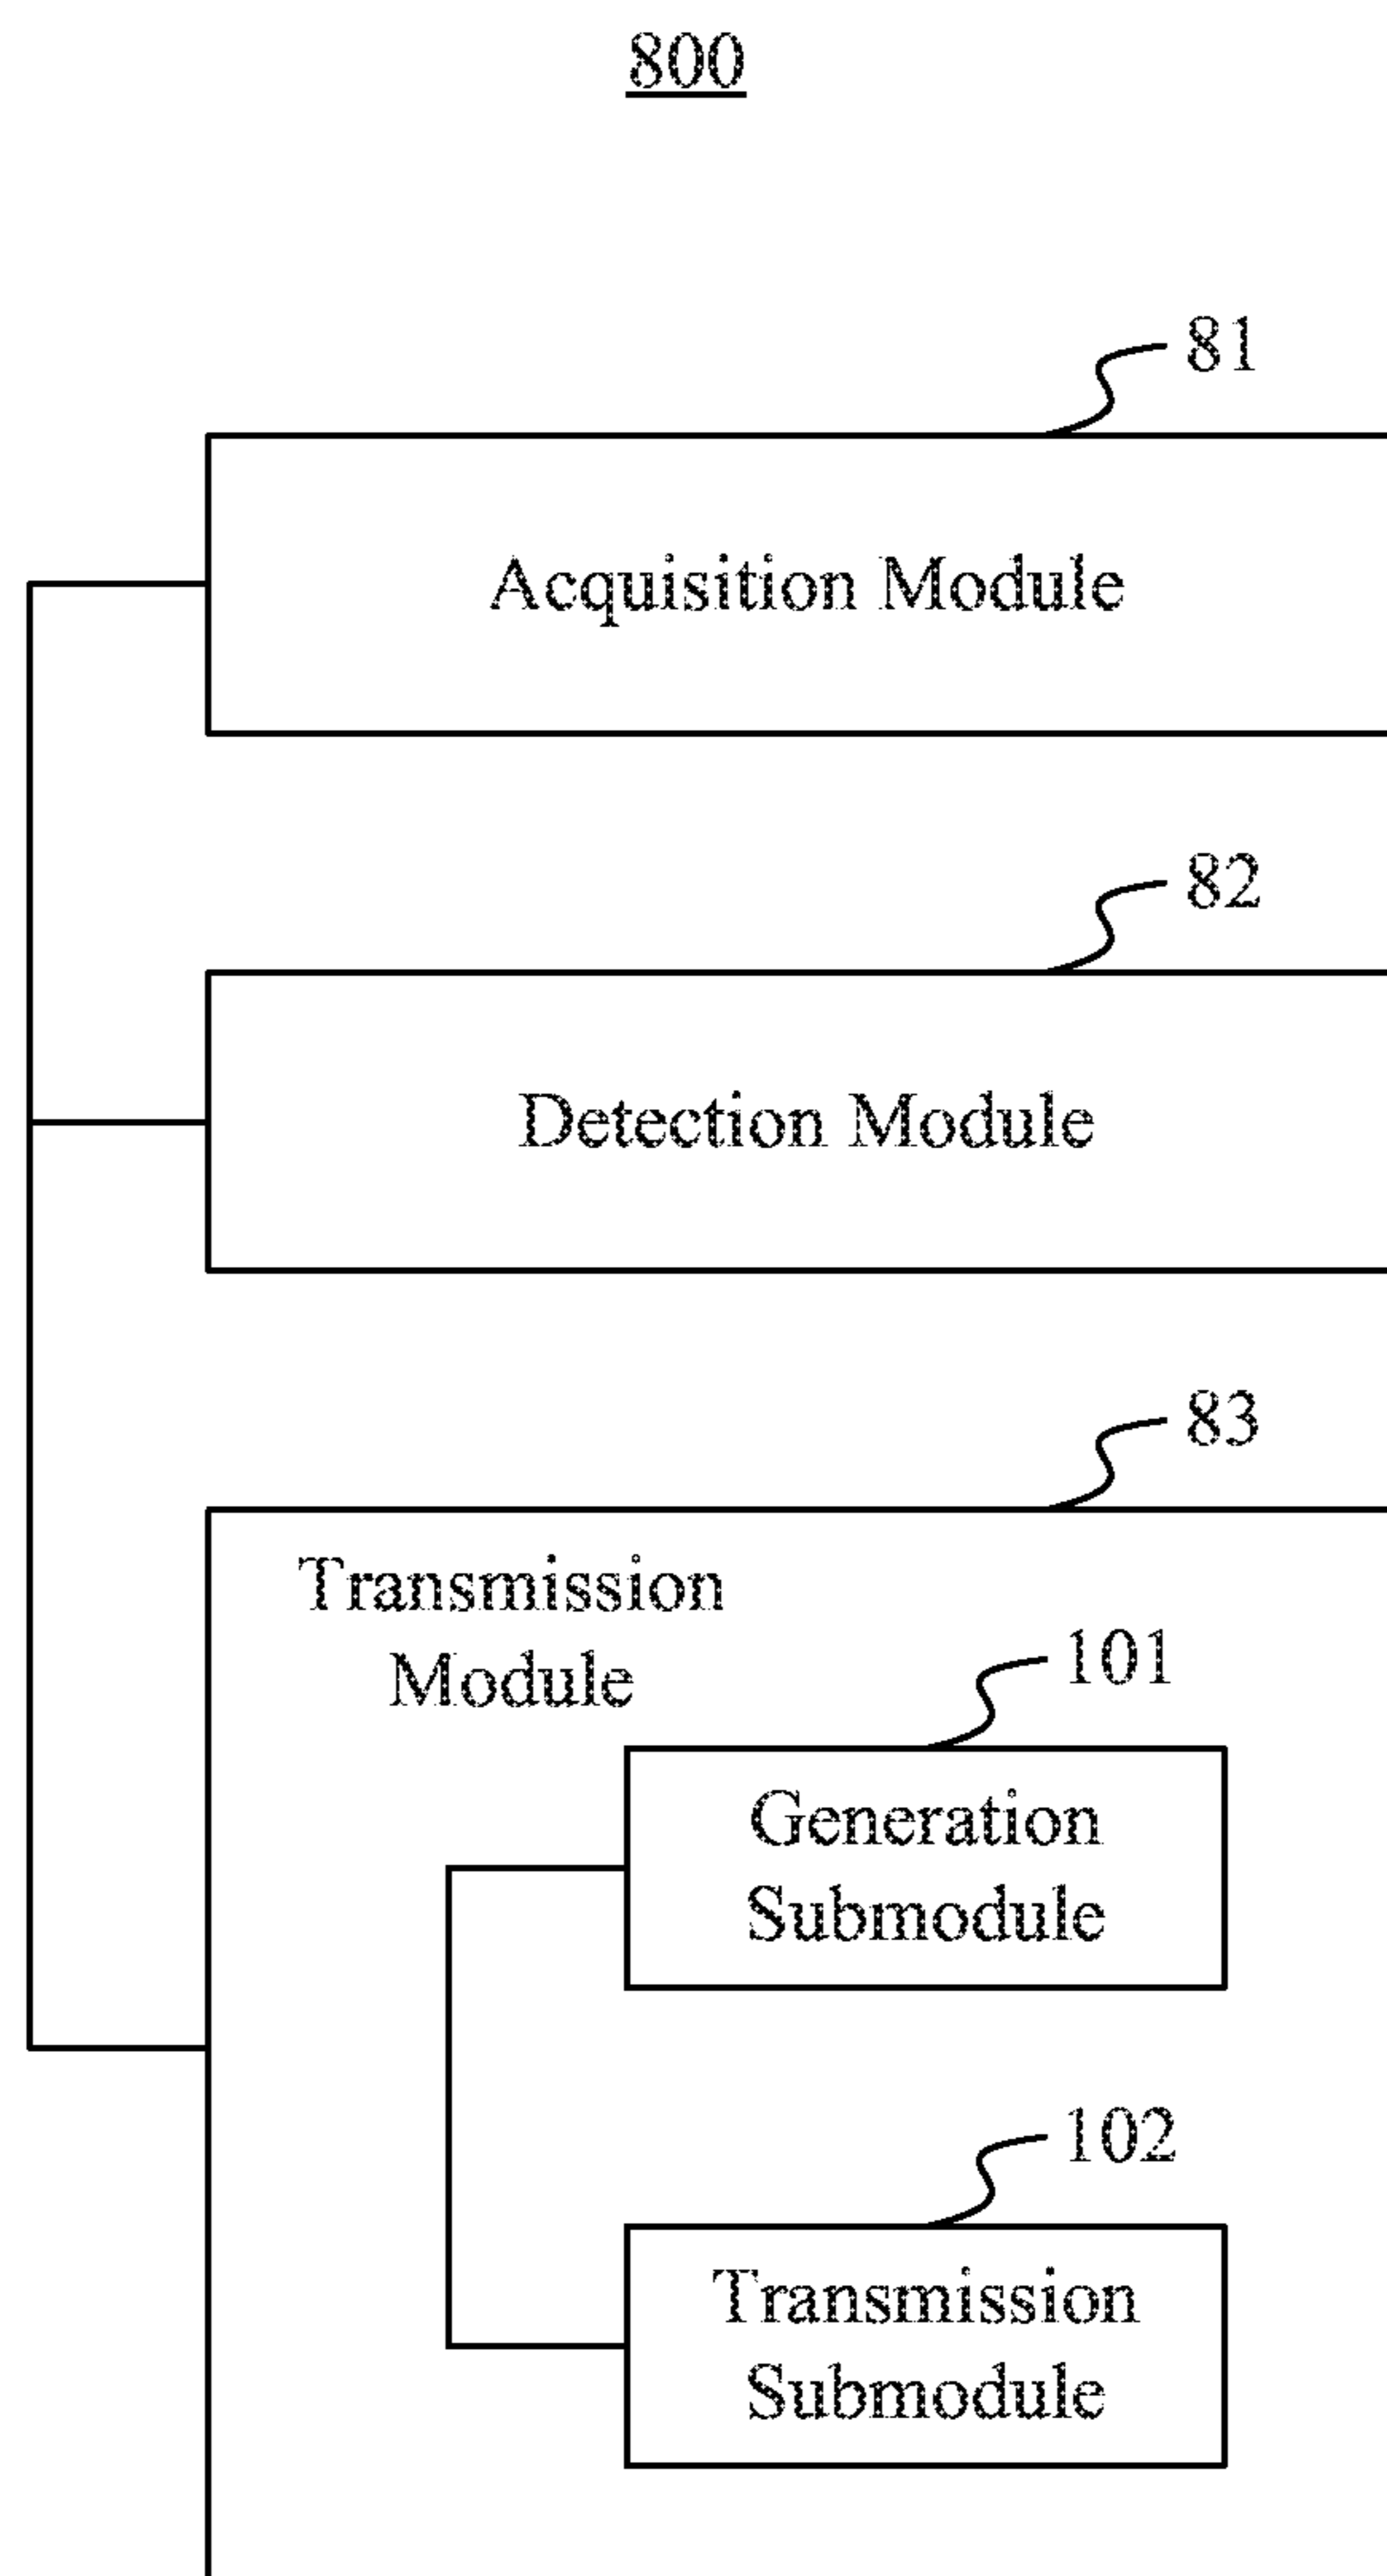 800
81
Acquisition Module
82
Detection Module
83
Transmission
Module
101
Generation
Submodule
102
Transmission
Submodule